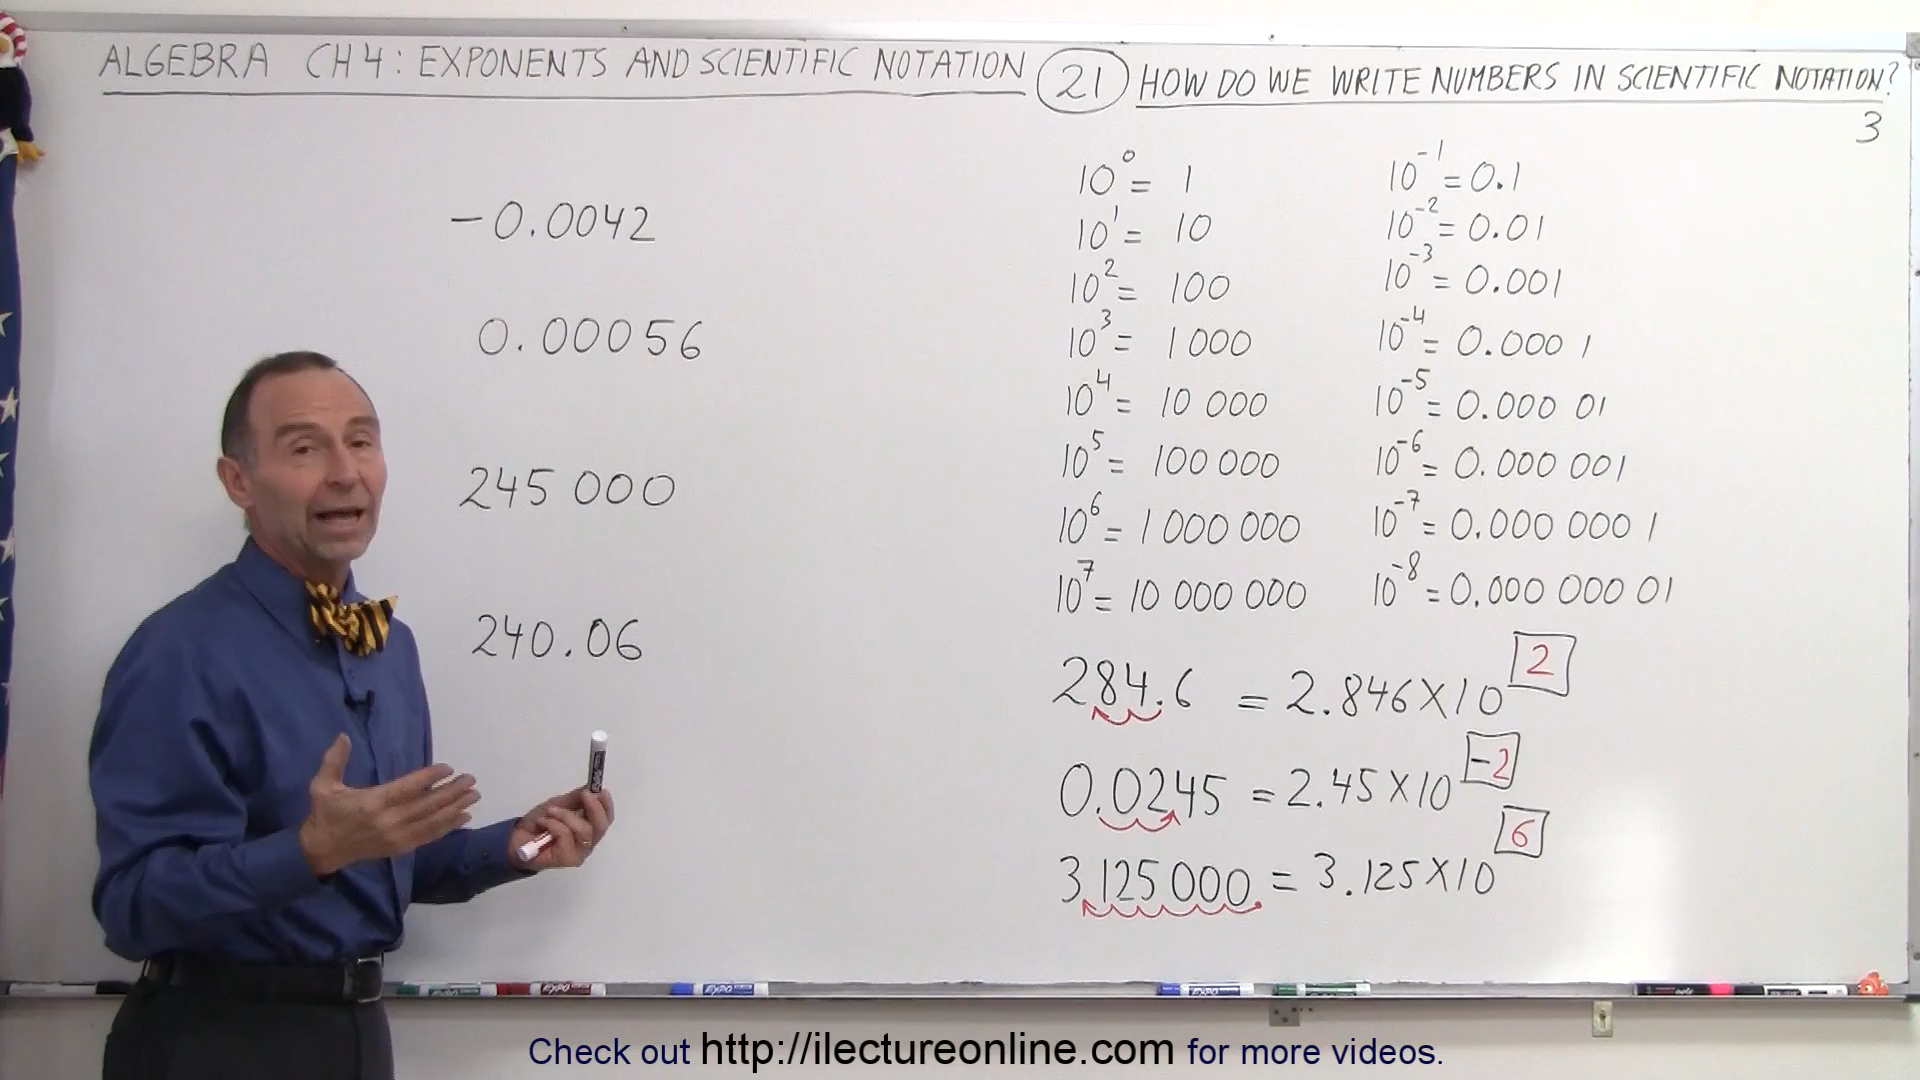 ALGEBRA CH 4: EXPONENTS AND SCIENTIFIC NOTATION
21 HOW DO WE WRITE NUMBERS IN SCIENTIFIC NOTATION?
3
-0.0042
0.00056
245 000
240.06
10⁰ = 1
10¹ = 10
10² = 100
10³ = 1 000
10⁴ = 10 000
10⁵ = 100 000
10⁶ = 1 000 000
10⁷ = 10 000 000
10⁻¹ = 0.1
10⁻² = 0.01
10⁻³ = 0.001
10⁻⁴ = 0.000 1
10⁻⁵ = 0.000 01
10⁻⁶ = 0.000 001
10⁻⁷ = 0.000 000 1
10⁻⁸ = 0.000 000 01
284.6 = 2.846 X 10²
0.0245 = 2.45 X 10⁻²
3,125 000. = 3.125 X 10⁶
EXPO
EXPO
EXPO
Check out http://ilectureonline.com for more videos.